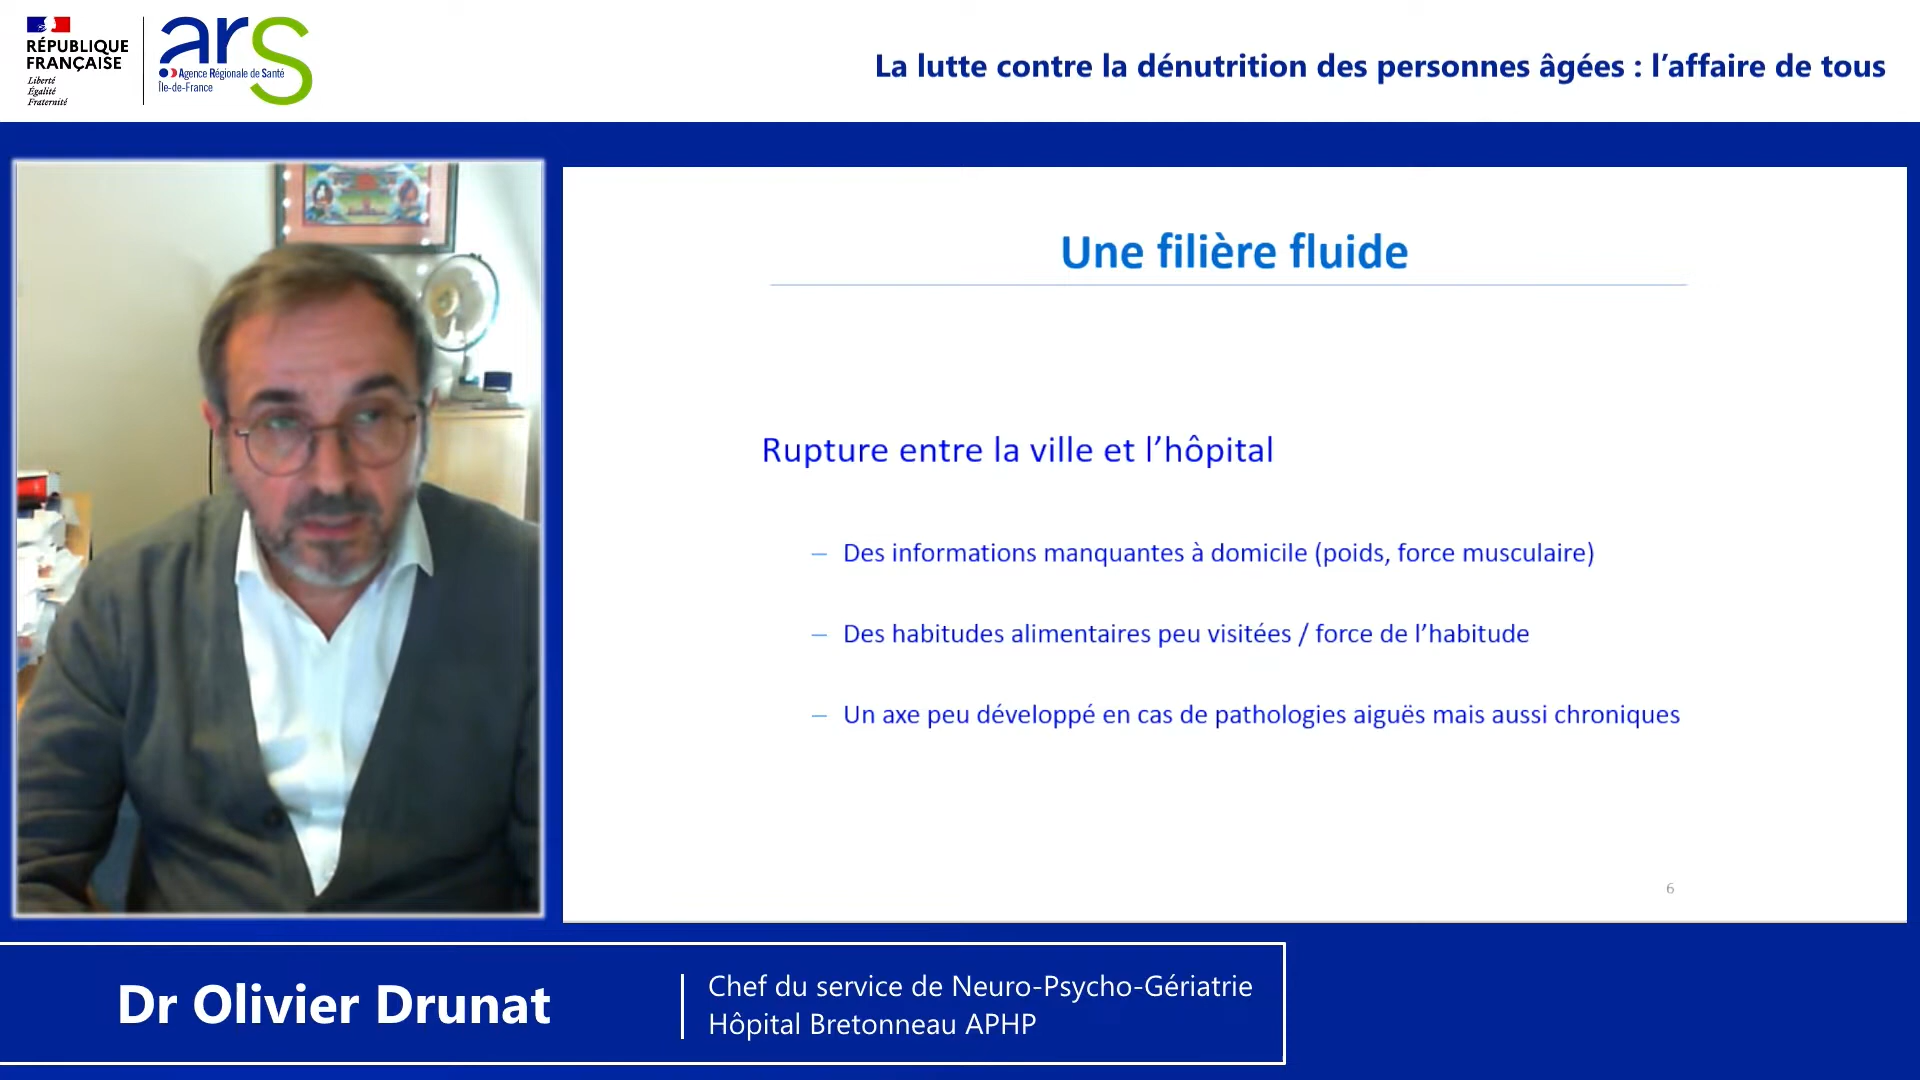 RÉPUBLIQUE
FRANÇAISE
Liberté
Égalité
Fraternité
ars
Agence Régionale de Santé
Île-de-France
La lutte contre la dénutrition des personnes âgées : l’affaire de tous
Une filière fluide
Rupture entre la ville et l’hôpital
– Des informations manquantes à domicile (poids, force musculaire)
– Des habitudes alimentaires peu visitées / force de l’habitude
– Un axe peu développé en cas de pathologies aiguës mais aussi chroniques
6
Dr Olivier Drunat
Chef du service de Neuro-Psycho-Gériatrie
Hôpital Bretonneau APHP